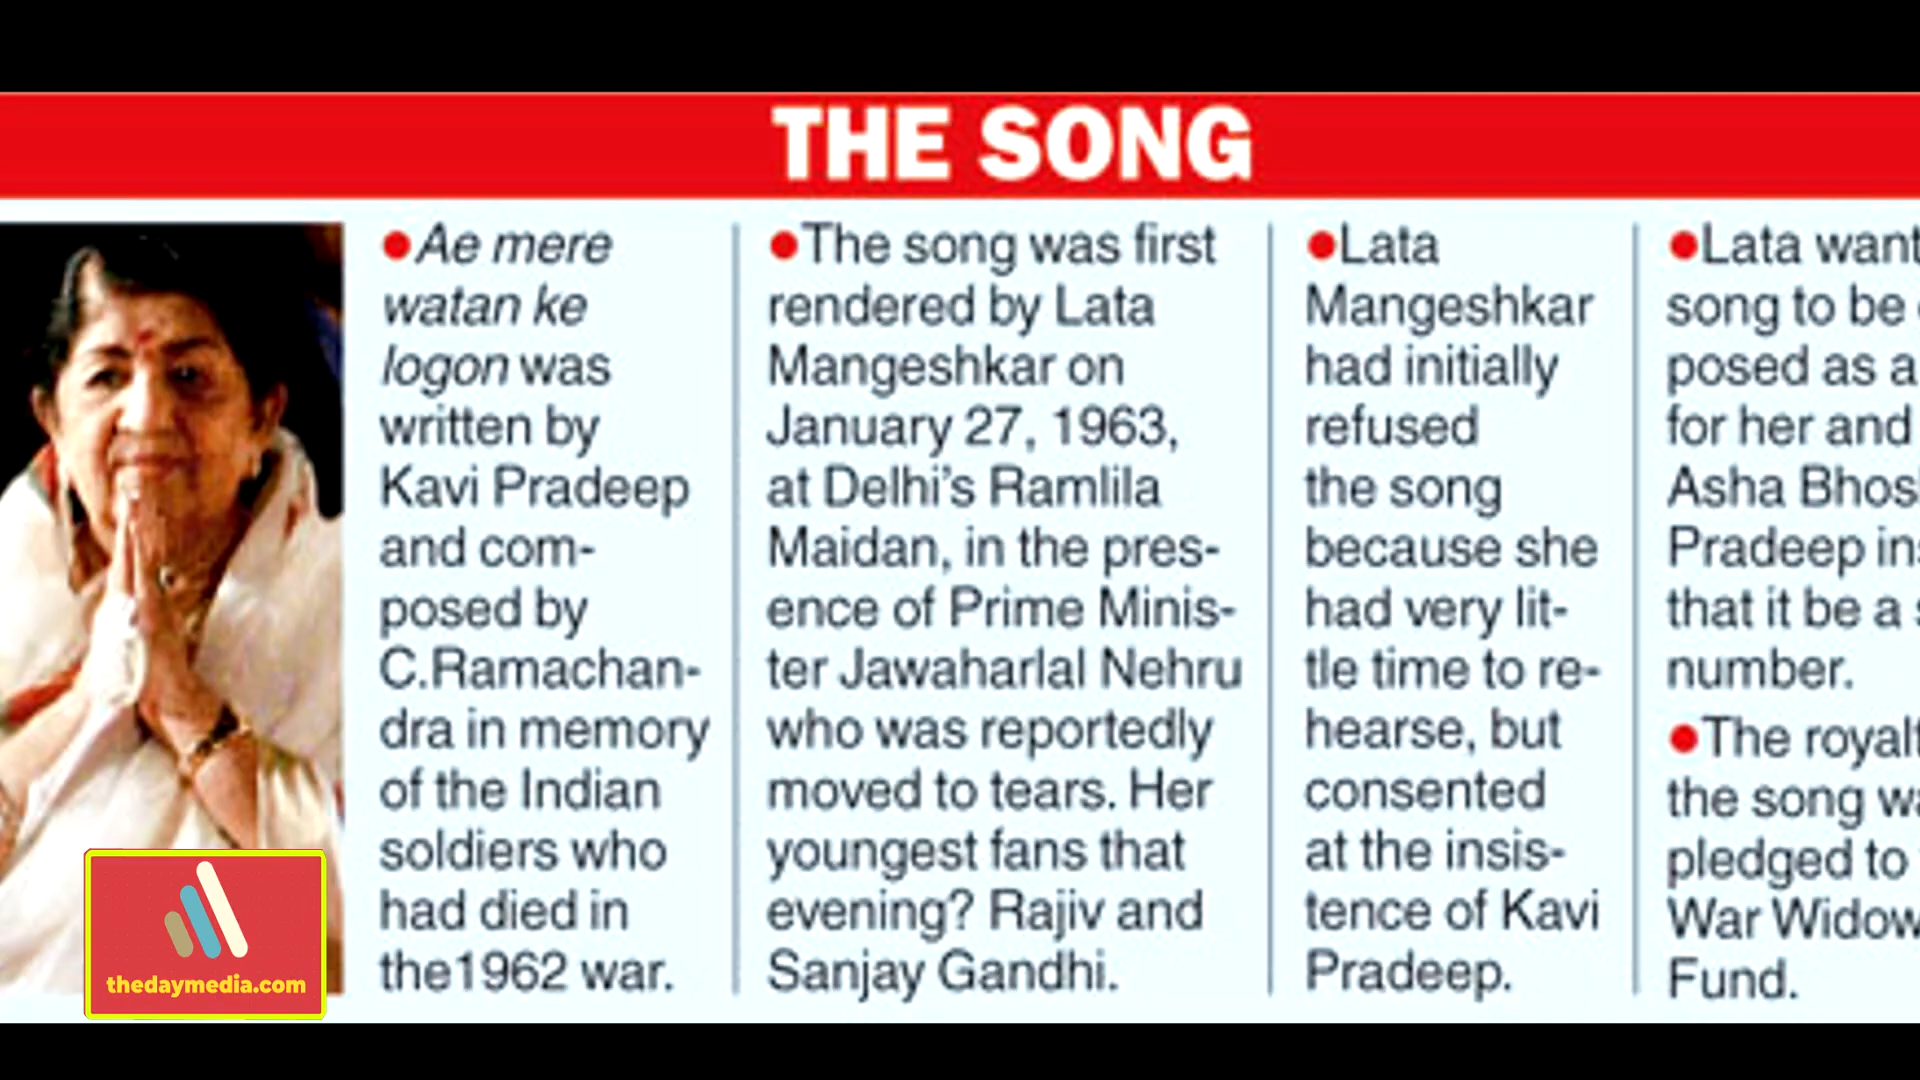 THE SONG
●Ae mere
watan ke
logon was
written by
Kavi Pradeep
and com-
posed by
C.Ramachan-
dra in memory
of the Indian
soldiers who
had died in
the1962 war.
●The song was first
rendered by Lata
Mangeshkar on
January 27, 1963,
at Delhi's Ramlila
Maidan, in the pres-
ence of Prime Minis-
ter Jawaharlal Nehru
who was reportedly
moved to tears. Her
youngest fans that
evening? Rajiv and
Sanjay Gandhi.
●Lata
Mangeshkar
had initially
refused
the song
because she
had very lit-
tle time to re-
hearse, but
consented
at the insis-
tence of Kavi
Pradeep.
●Lata
song to be
posed as a
for her and
Asha
Pradeep
that it be a
number.
●The
the song
pledged to
War
Fund.
thedaymedia.com